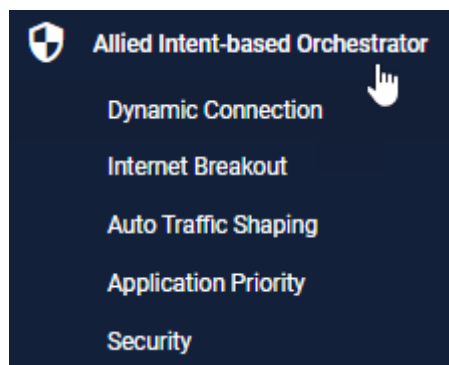 Allied Intent-based Orchestrator
Dynamic Connection
Internet Breakout
Auto Traffic Shaping
Application Priority
Security